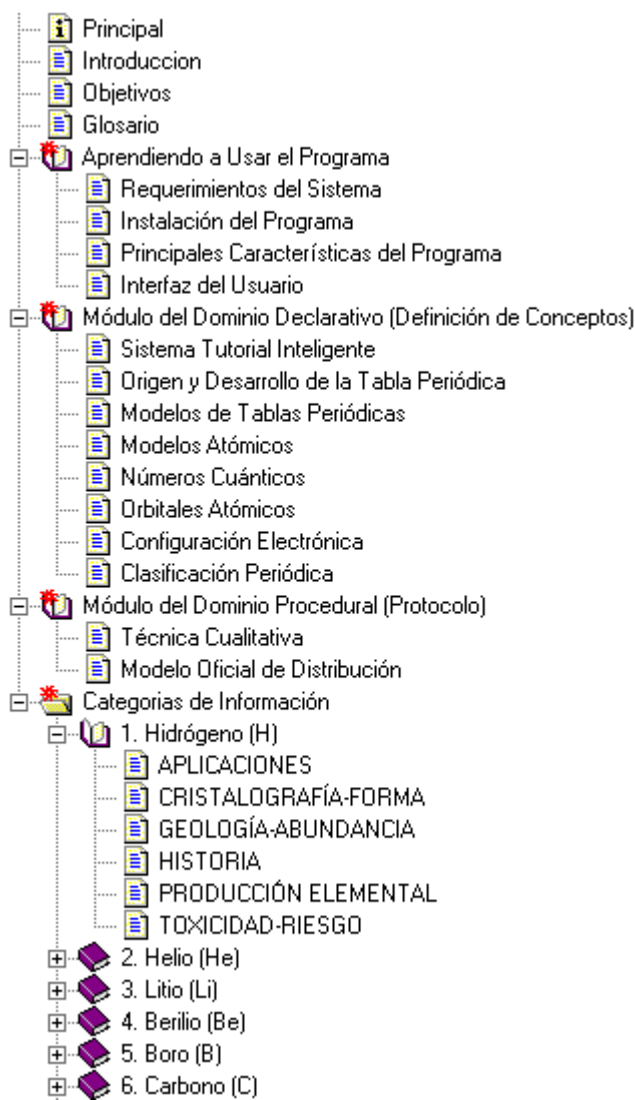 Principal
Introduccion
Objetivos
Glosario
Aprendiendo a Usar el Programa
Requerimientos del Sistema
Instalación del Programa
Principales Características del Programa
Interfaz del Usuario
Módulo del Dominio Declarativo (Definición de Conceptos)
Sistema Tutorial Inteligente
Origen y Desarrollo de la Tabla Periódica
Modelos de Tablas Periódicas
Modelos Atómicos
Números Cuánticos
Orbitales Atómicos
Configuración Electrónica
Clasificación Periódica
Módulo del Dominio Procedural (Protocolo)
Técnica Cualitativa
Modelo Oficial de Distribución
Categorias de Información
1. Hidrógeno (H)
APLICACIONES
CRISTALOGRAFÍA-FORMA
GEOLOGÍA-ABUNDANCIA
HISTORIA
PRODUCCIÓN ELEMENTAL
TOXICIDAD-RIESGO
2. Helio (He)
3. Litio (Li)
4. Berilio (Be)
5. Boro (B)
6. Carbono (C)